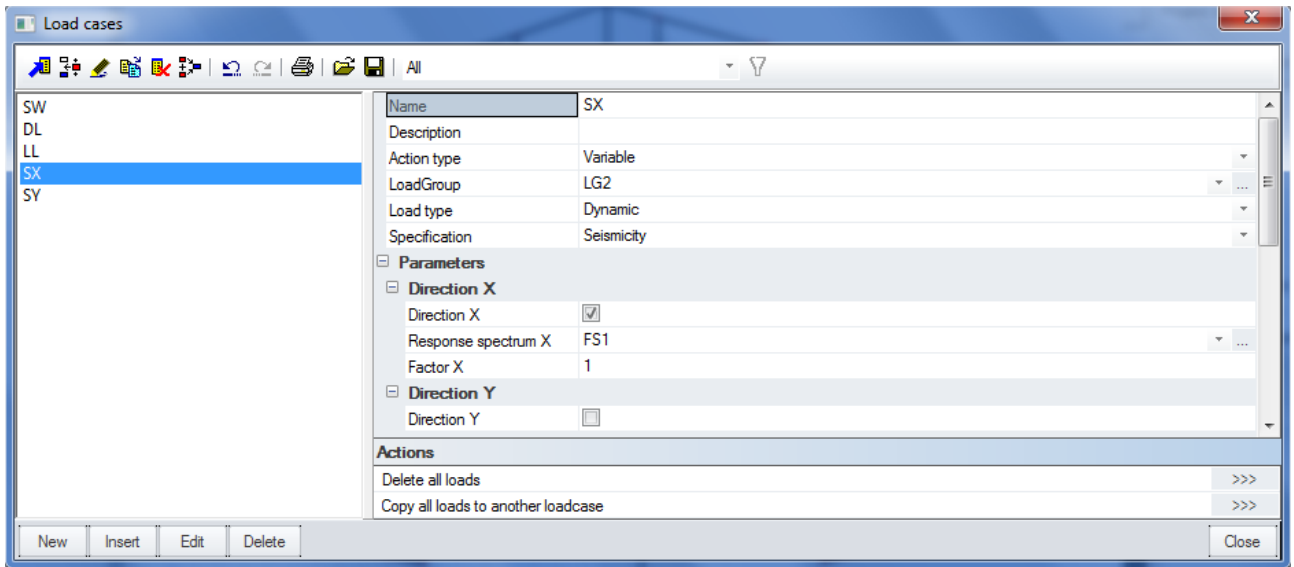 Load cases
All
SW
DL
LL
SX
SY
Name SX
Description
Action type Variable
LoadGroup LG2 ...
Load type Dynamic
Specification Seismicity
Parameters
Direction X
Direction X
Response spectrum X FS1 ...
Factor X 1
Direction Y
Direction Y
Actions
Delete all loads >>>
Copy all loads to another loadcase >>>
New Insert Edit Delete Close